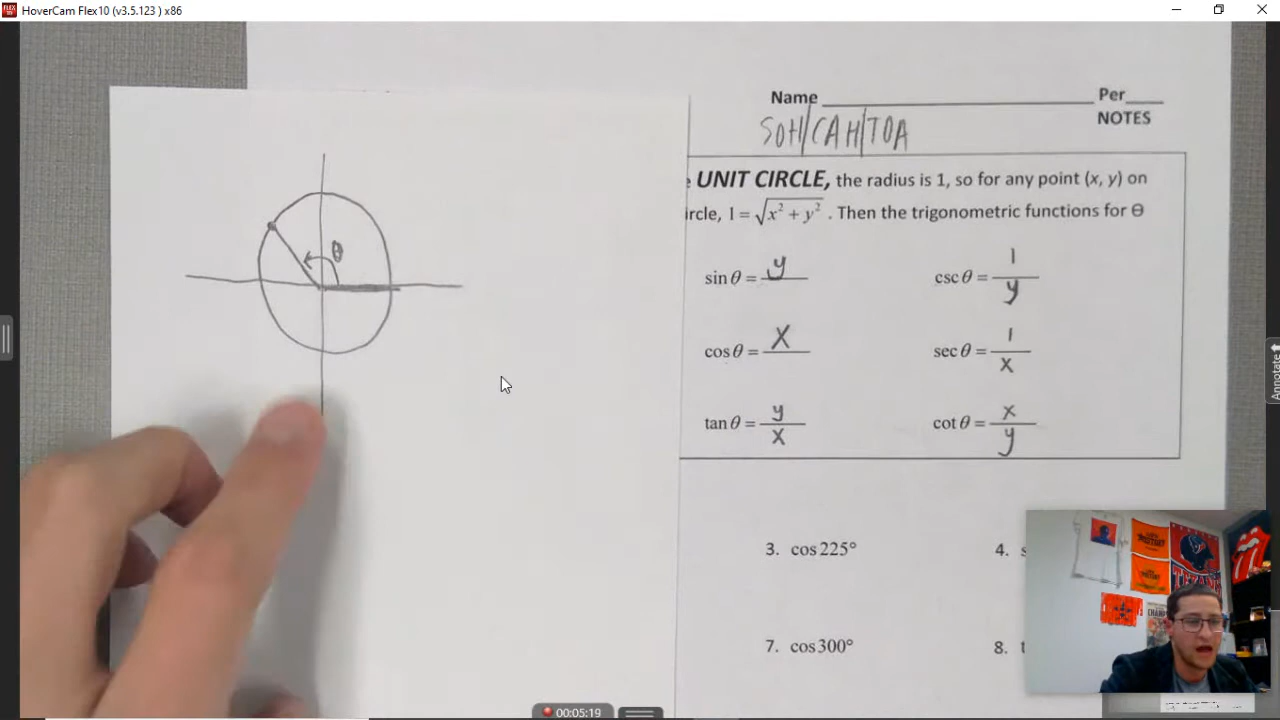 HoverCam Flex10 (v3.5.123 ) x86
Name Per
NOTES
SOH/CAH/TOA
UNIT CIRCLE, the radius is 1, so for any point (x, y) on
ircle, 1 = √x² + y² . Then the trigonometric functions for Θ
sin θ = y
csc θ = 1/y
cos θ = x
sec θ = 1/x
tan θ = y/x
cot θ = x/y
θ
3. cos 225°
4. s
7. cos 300°
8. t
Annotate
TEXANS
00:05:19